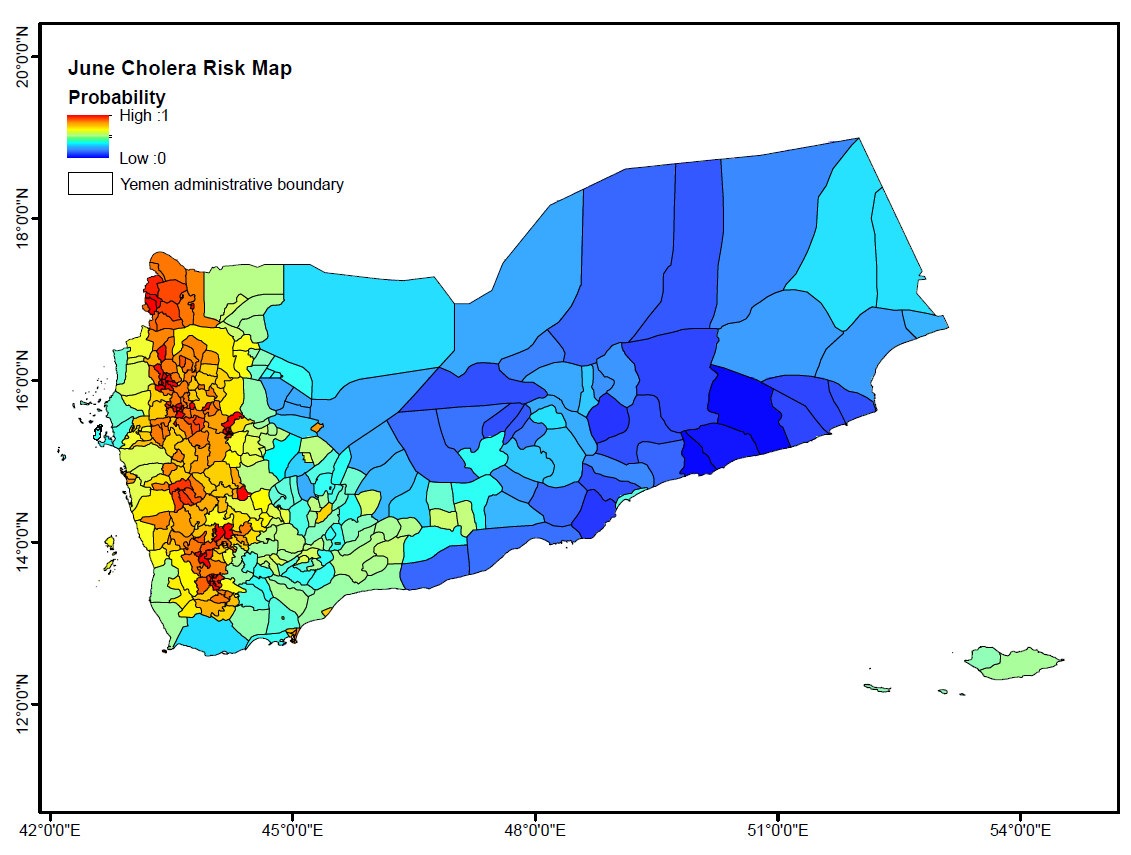 June Cholera Risk Map
Probability
High :1
Low :0
Yemen administrative boundary
20°0'0"N
18°0'0"N
16°0'0"N
14°0'0"N
12°0'0"N
42°0'0"E
45°0'0"E
48°0'0"E
51°0'0"E
54°0'0"E